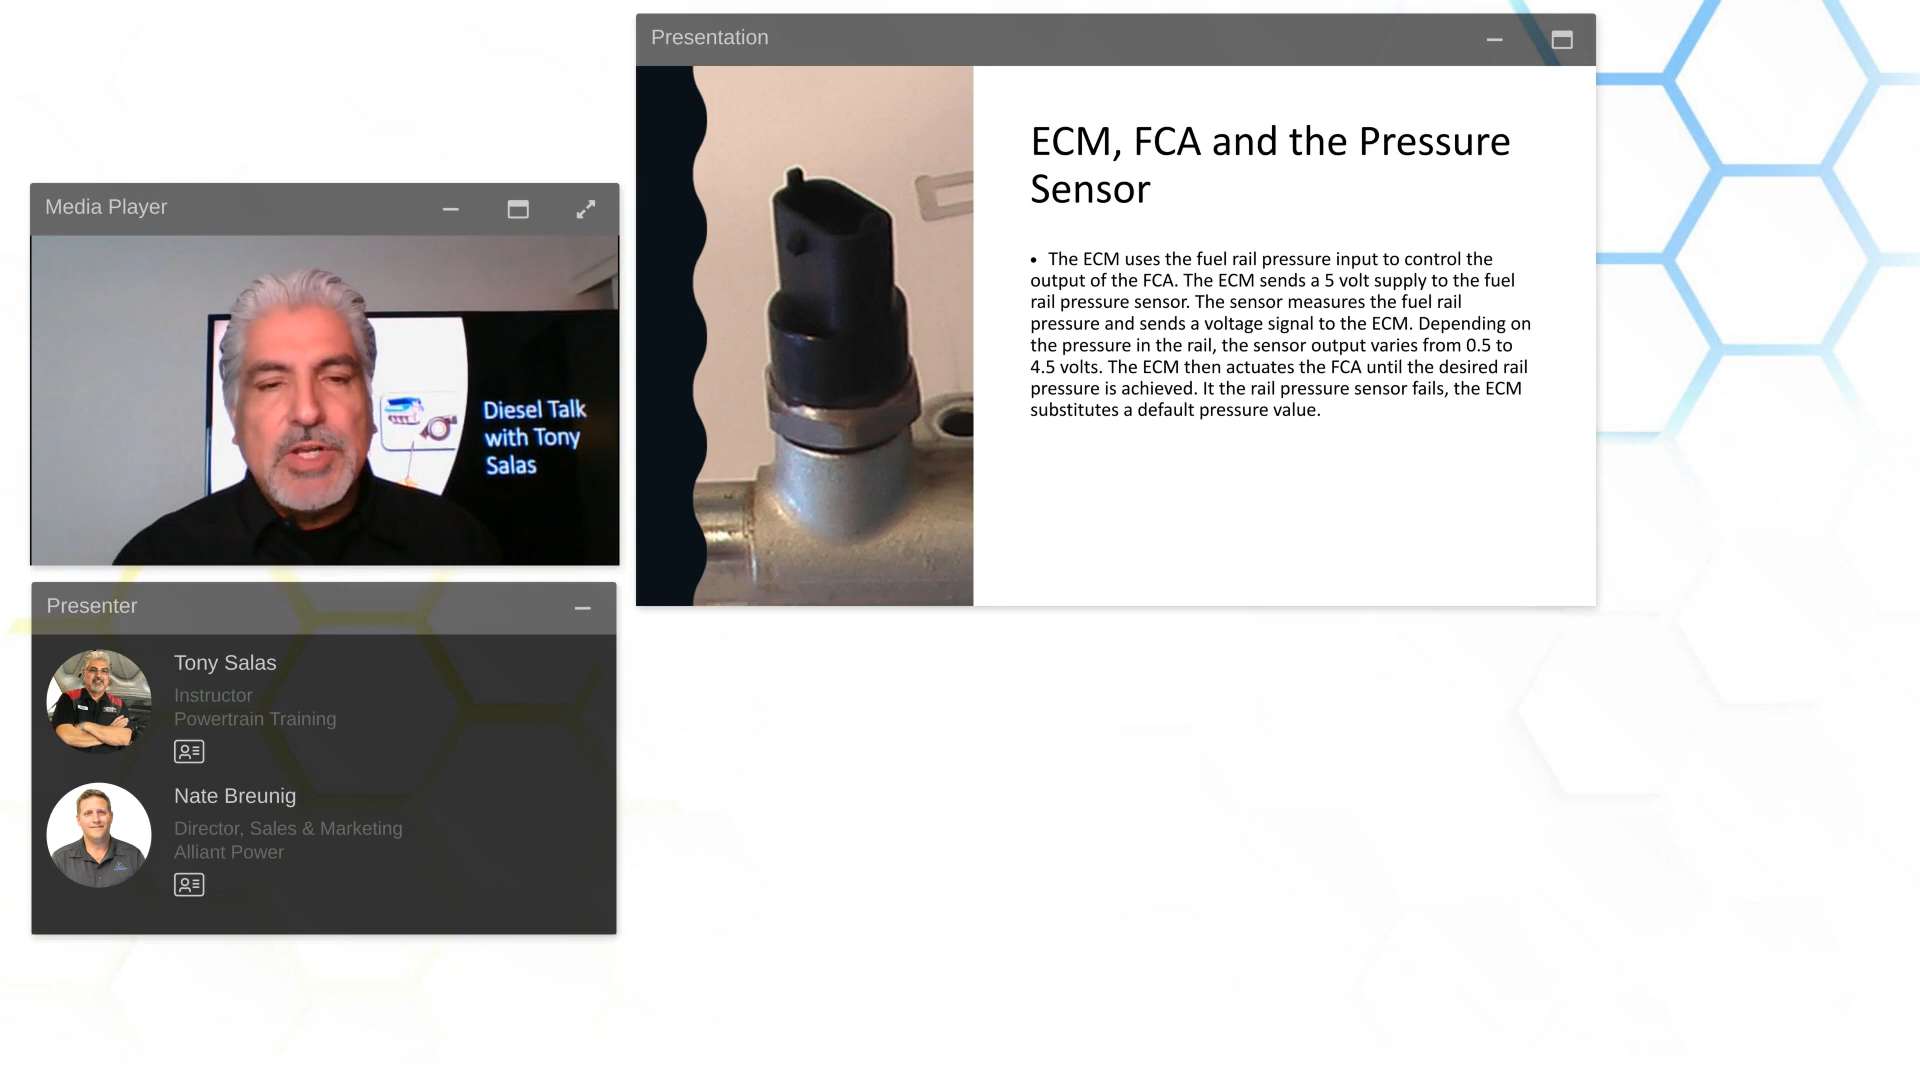 Presentation
ECM, FCA and the Pressure
Sensor
• The ECM uses the fuel rail pressure input to control the
output of the FCA. The ECM sends a 5 volt supply to the fuel
rail pressure sensor. The sensor measures the fuel rail
pressure and sends a voltage signal to the ECM. Depending on
the pressure in the rail, the sensor output varies from 0.5 to
4.5 volts. The ECM then actuates the FCA until the desired rail
pressure is achieved. It the rail pressure sensor fails, the ECM
substitutes a default pressure value.
Media Player
Diesel Talk
with Tony
Salas
Presenter
Tony Salas
Instructor
Powertrain Training
Nate Breunig
Director, Sales & Marketing
Alliant Power